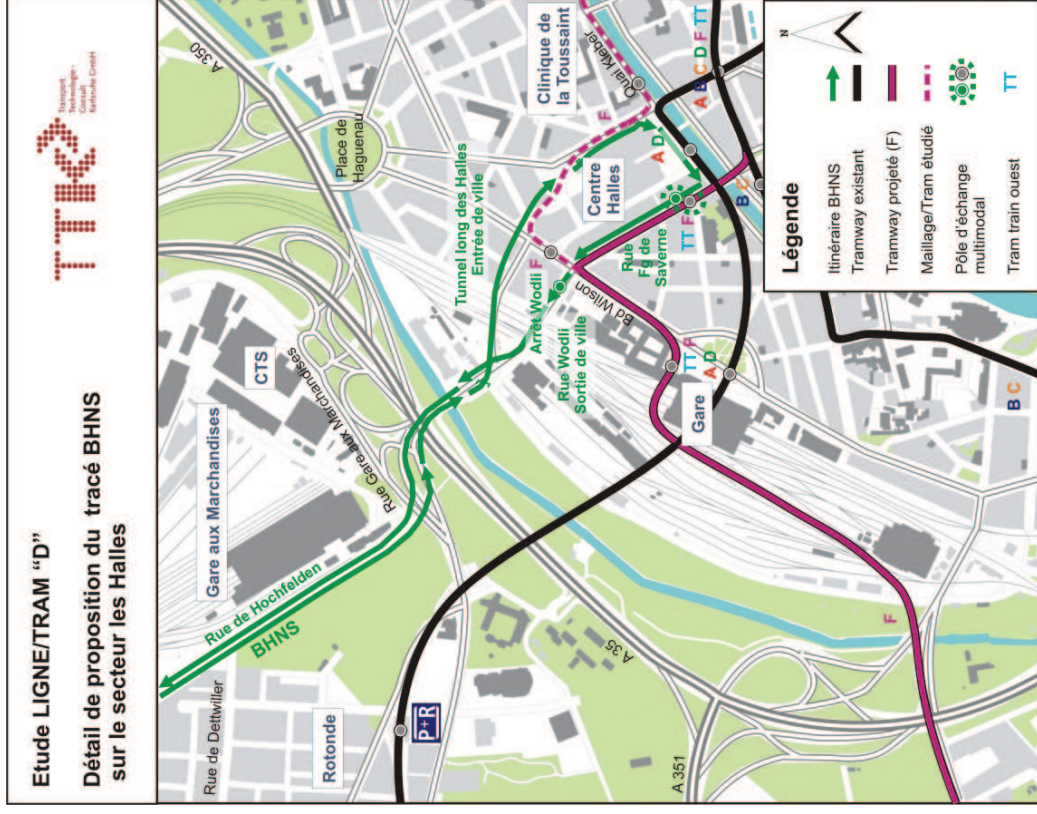 Etude LIGNE/TRAM “D”
Détail de proposition du tracé BHNS
sur le secteur les Halles
TTK
Transport
Technologie-
Consult
Karlsruhe GmbH
Rue de Dettwiller
Rotonde
P+R
A 351
A 35
BHNS
Rue de Hochfelden
Gare aux Marchandises
Rue Gare aux Marchandises
CTS
A 350
Place de
Haguenau
Tunnel long des Halles
Entrée de ville
Arrêt Wodli
F
Rue Wodli
Sortie de ville
Bd Wilson
Rue
Fg de
Saverne
Centre
Halles
Clinique de
la Toussaint
Quai Kleber
F
A D
TT F
A B C D F TT
B C
Gare
TT F
A D
F
B C
Légende
N
Itinéraire BHNS
Tramway existant
Tramway projeté (F)
Maillage/Tram étudié
Pôle d’échange
multimodal
Tram train ouest
TT